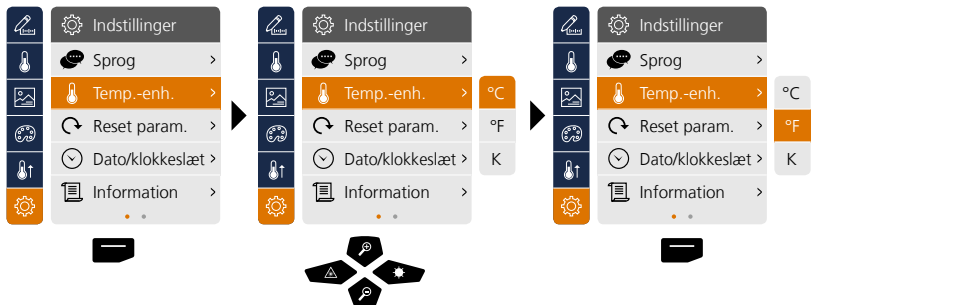 Indstillinger
Sprog
Temp.-enh.
Reset param.
Dato/klokkeslæt
Information
Indstillinger
Sprog
Temp.-enh.
Reset param.
Dato/klokkeslæt
Information
°C
°F
K
Indstillinger
Sprog
Temp.-enh.
Reset param.
Dato/klokkeslæt
Information
°C
°F
K